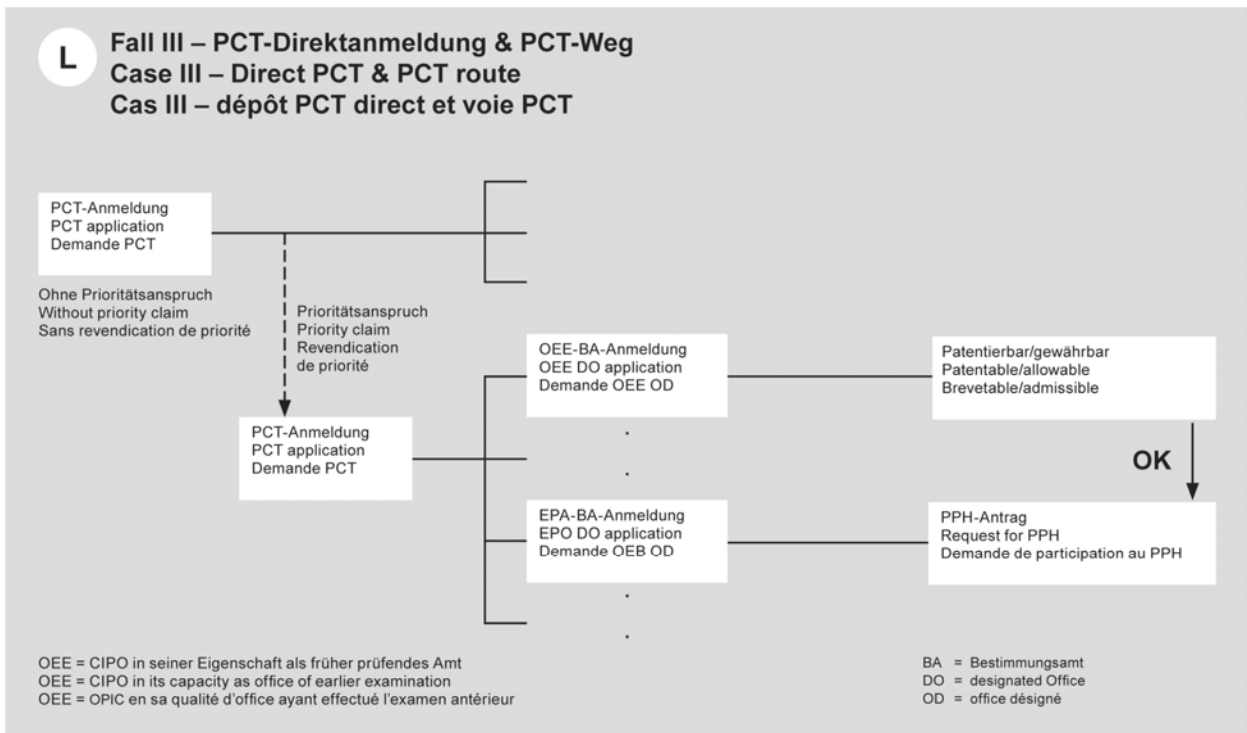 L
Fall III – PCT-Direktanmeldung & PCT-Weg
Case III – Direct PCT & PCT route
Cas III – dépôt PCT direct et voie PCT
PCT-Anmeldung
PCT application
Demande PCT
Ohne Prioritätsanspruch
Without priority claim
Sans revendication de priorité
Prioritätsanspruch
Priority claim
Revendication
de priorité
OEE-BA-Anmeldung
OEE DO application
Demande OEE OD
Patentierbar/gewährbar
Patentable/allowable
Brevetable/admissible
PCT-Anmeldung
PCT application
Demande PCT
OK
EPA-BA-Anmeldung
EPO DO application
Demande OEB OD
PPH-Antrag
Request for PPH
Demande de participation au PPH
OEE = CIPO in seiner Eigenschaft als früher prüfendes Amt
OEE = CIPO in its capacity as office of earlier examination
OEE = OPIC en sa qualité d'office ayant effectué l'examen antérieur
BA = Bestimmungsamt
DO = designated Office
OD = office désigné